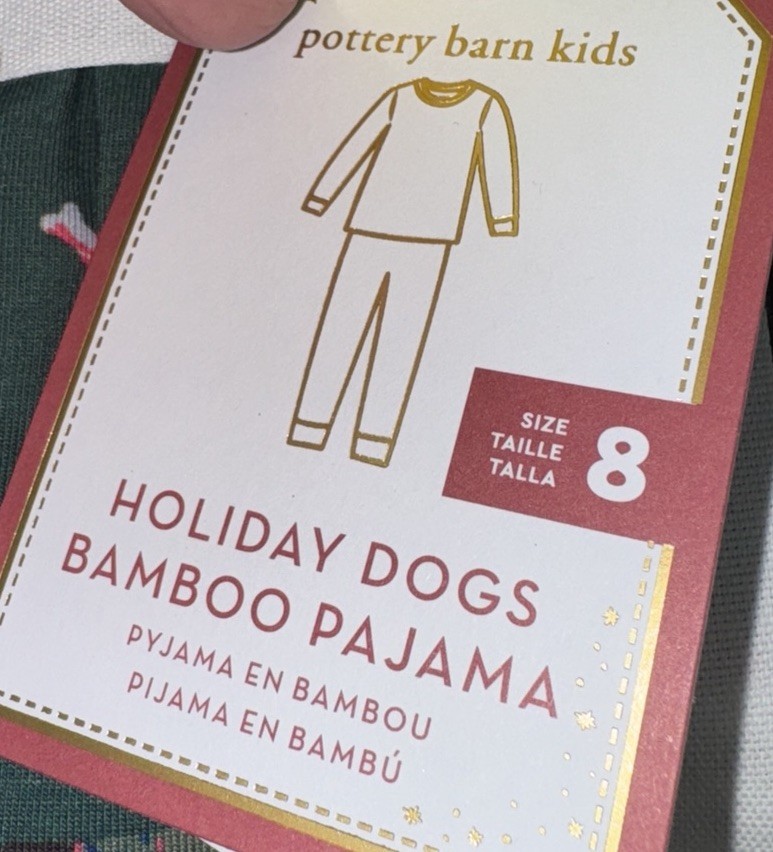 pottery barn kids
SIZE
TAILLE
TALLA
8
HOLIDAY DOGS
BAMBOO PAJAMA
PYJAMA EN BAMBOU
PIJAMA EN BAMBÚ